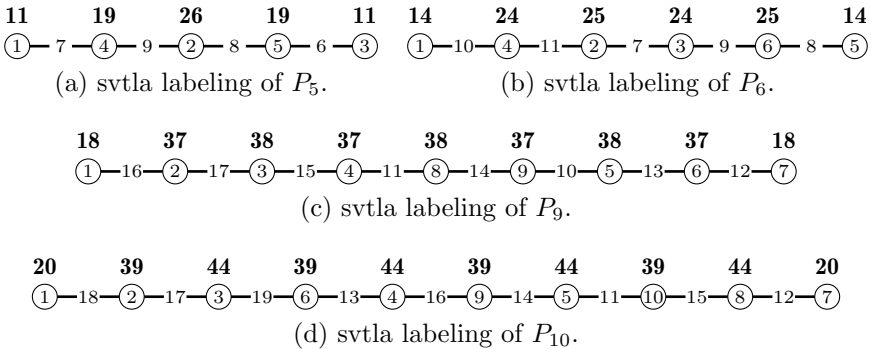 11 19 26 19 11
1 7 4 9 2 8 5 6 3
(a) svtla labeling of P5.
14 24 25 24 25 14
1 10 4 11 2 7 3 9 6 8 5
(b) svtla labeling of P6.
18 37 38 37 38 37 38 37 18
1 16 2 17 3 15 4 11 8 14 9 10 5 13 6 12 7
(c) svtla labeling of P9.
20 39 44 39 44 39 44 39 44 20
1 18 2 17 3 19 6 13 4 16 9 14 5 11 10 15 8 12 7
(d) svtla labeling of P10.